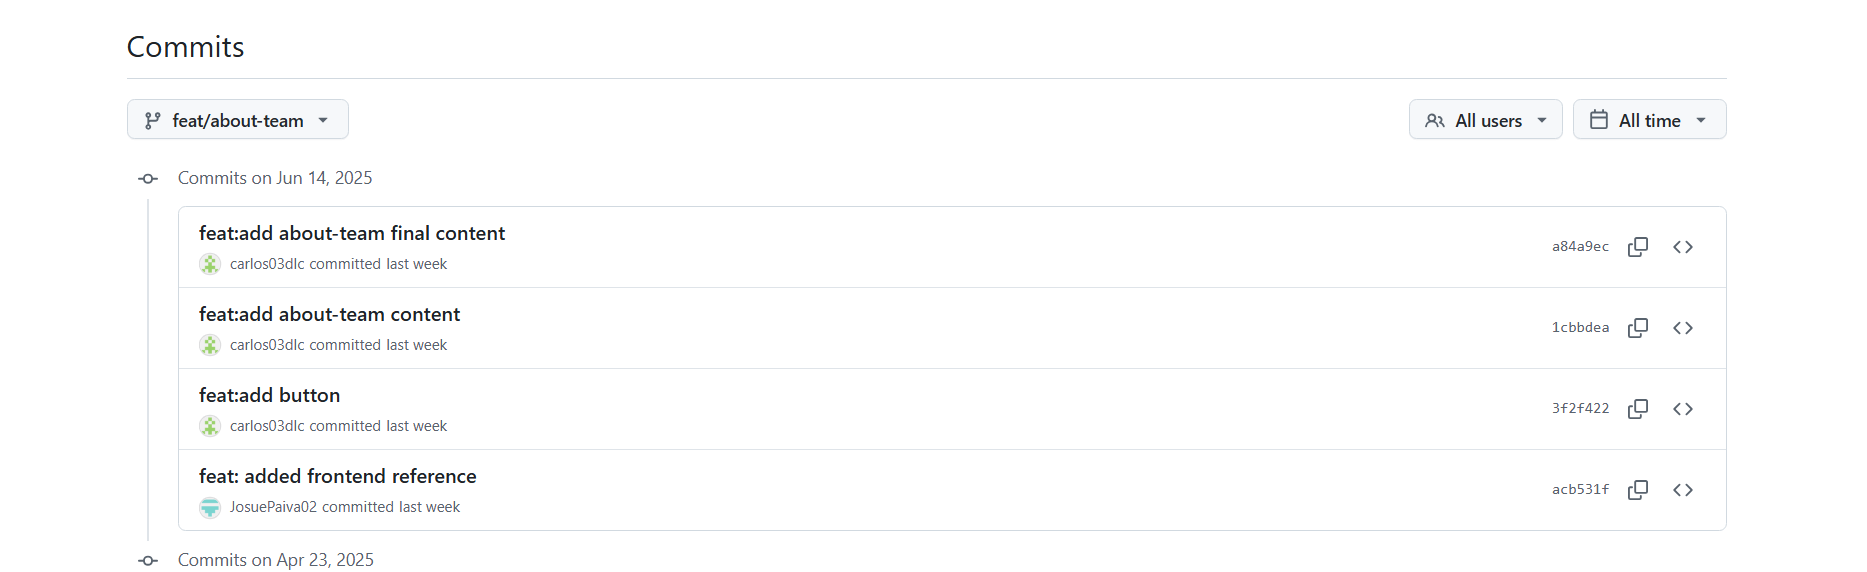 Commits
feat/about-team
All users
All time
Commits on Jun 14, 2025
feat:add about-team final content
carlos03dlc committed last week
a84a9ec
feat:add about-team content
carlos03dlc committed last week
1cbbdea
feat:add button
carlos03dlc committed last week
3f2f422
feat: added frontend reference
JosuePaiva02 committed last week
acb531f
Commits on Apr 23, 2025